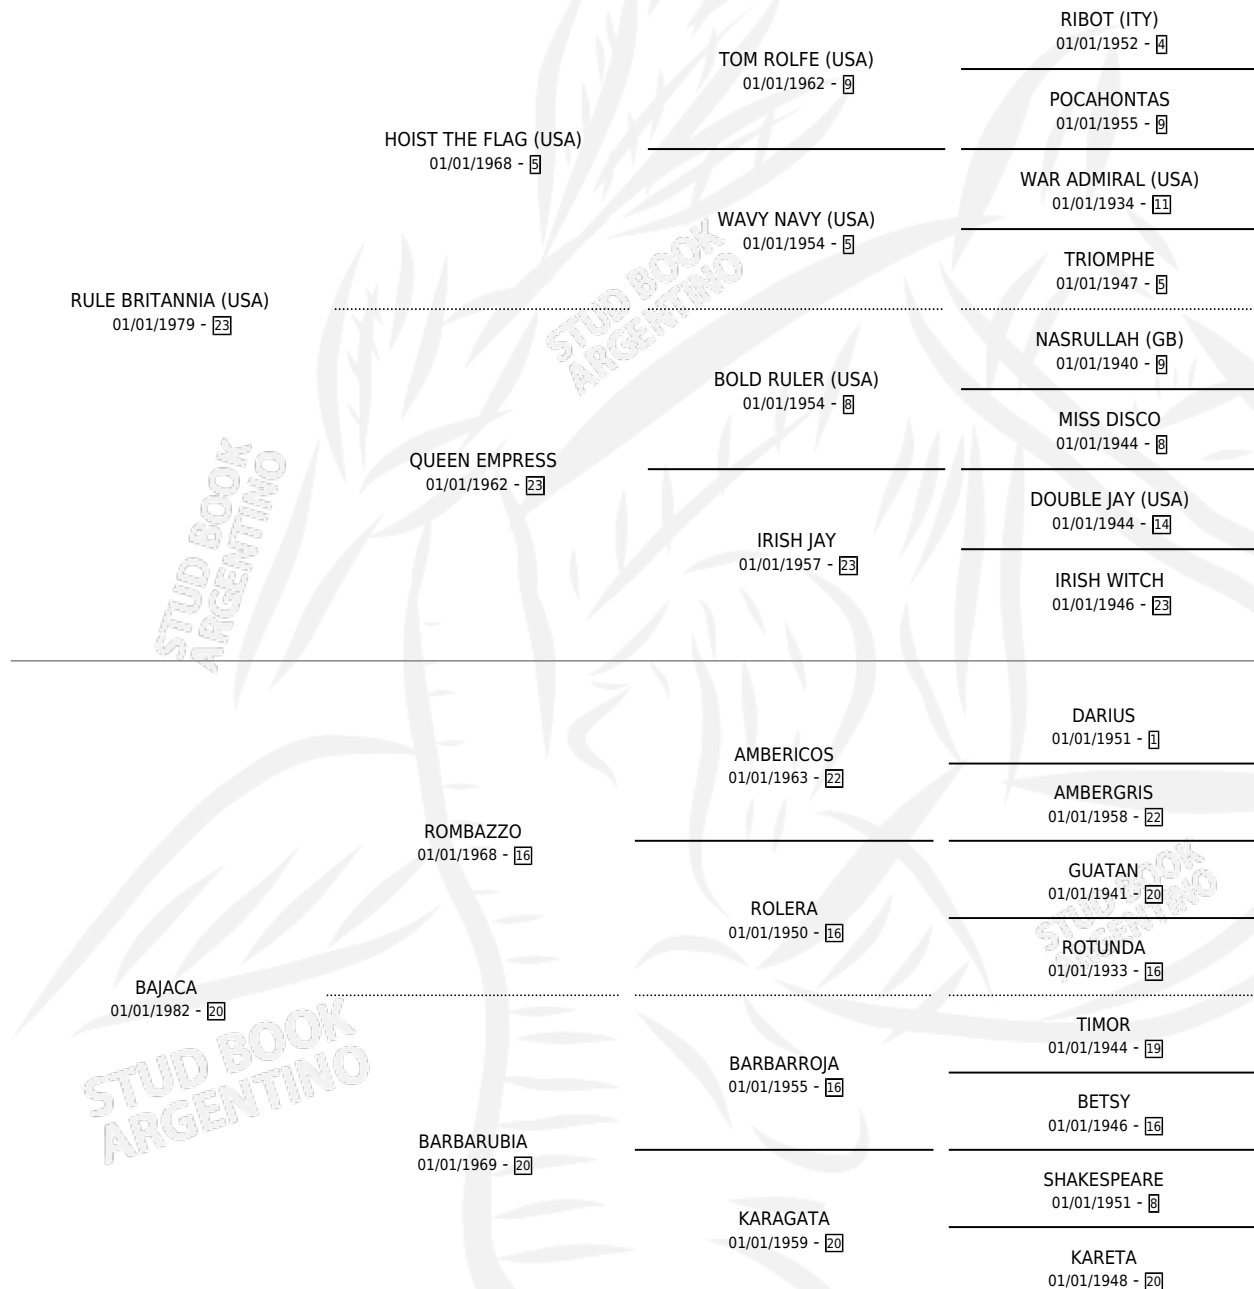 RIBOT (ITY)
01/01/1952 - 4
TOM ROLFE (USA)
01/01/1962 - 9
POCAHONTAS
01/01/1955 - 9
HOIST THE FLAG (USA)
01/01/1968 - 5
WAR ADMIRAL (USA)
01/01/1934 - 11
WAVY NAVY (USA)
01/01/1954 - 5
TRIOMPHE
01/01/1947 - 5
RULE BRITANNIA (USA)
01/01/1979 - 23
NASRULLAH (GB)
01/01/1940 - 9
BOLD RULER (USA)
01/01/1954 - 8
MISS DISCO
01/01/1944 - 8
QUEEN EMPRESS
01/01/1962 - 23
DOUBLE JAY (USA)
01/01/1944 - 14
IRISH JAY
01/01/1957 - 23
IRISH WITCH
01/01/1946 - 23
DARIUS
01/01/1951 - 1
AMBERICOS
01/01/1963 - 22
AMBERGRIS
01/01/1958 - 22
ROMBAZZO
01/01/1968 - 16
GUATAN
01/01/1941 - 20
ROLERA
01/01/1950 - 16
ROTUNDA
01/01/1933 - 16
BAJACA
01/01/1982 - 20
TIMOR
01/01/1944 - 19
BARBARROJA
01/01/1955 - 16
BETSY
01/01/1946 - 16
BARBARUBIA
01/01/1969 - 20
SHAKESPEARE
01/01/1951 - 8
KARAGATA
01/01/1959 - 20
KARETA
01/01/1948 - 20
STUD BOOK
ARGENTINO
STUD BOOK
ARGENTINO
STUD BOOK
ARGENTINO
STUD BOOK
ARGENTINO